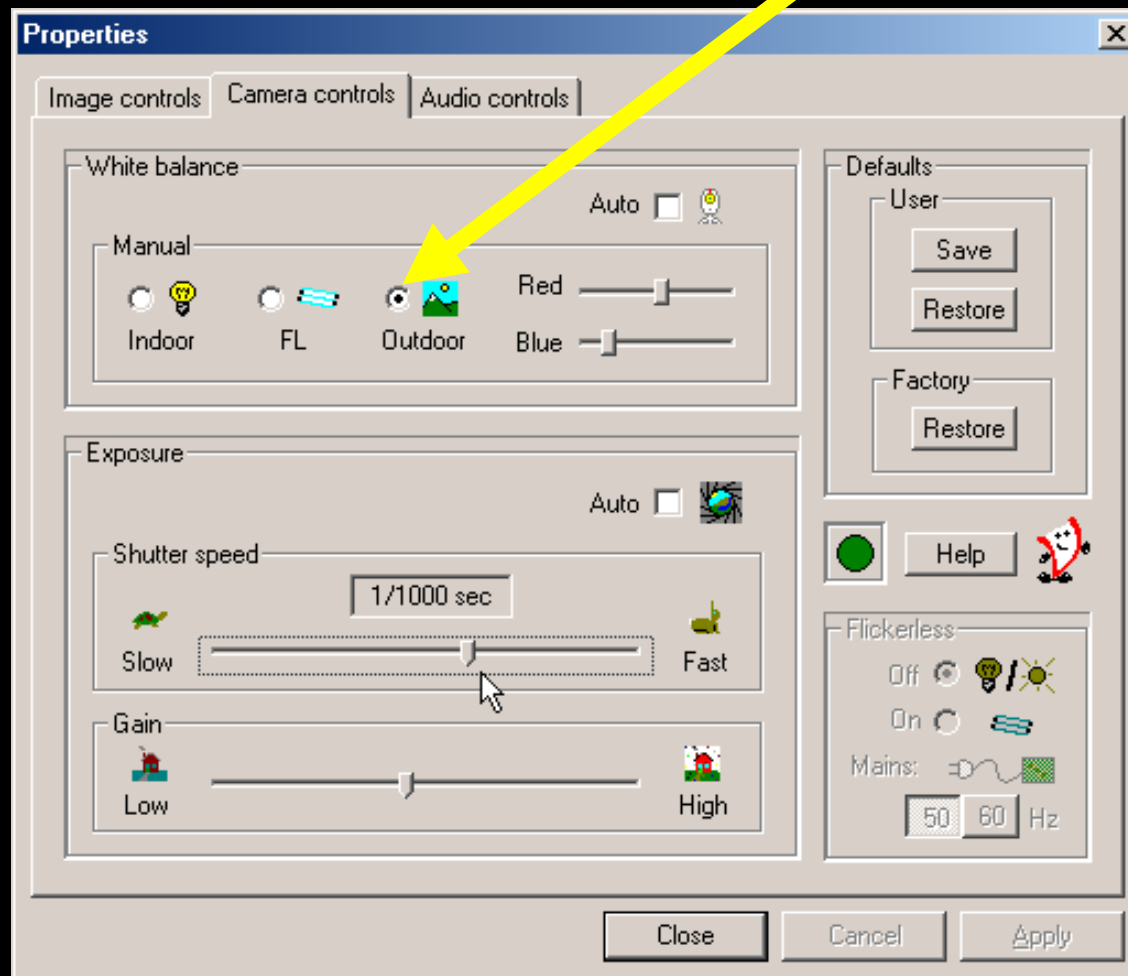 Properties
Image controls Camera controls Audio controls
White balance
Auto
Manual
Indoor FL Outdoor
Red
Blue
Exposure
Auto
Shutter speed
1/1000 sec
Slow Fast
Gain
Low High
Defaults
User
Save
Restore
Factory
Restore
Help
Flickerless
Off
On
Mains:
50 60 Hz
Close Cancel Apply